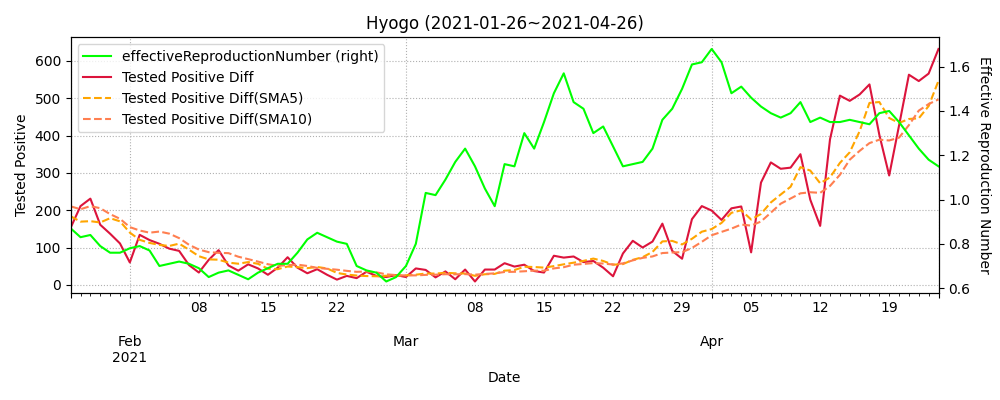 Hyogo (2021-01-26~2021-04-26)
effectiveReproductionNumber (right)
Tested Positive Diff
Tested Positive Diff(SMA5)
Tested Positive Diff(SMA10)
Tested Positive
600
500
400
300
200
100
0
1.6
1.4
1.2
1.0
0.8
0.6
Effective Reproduction Number
08 15 22 08 15 22 29 05 12 19
Feb Mar Apr
2021
Date